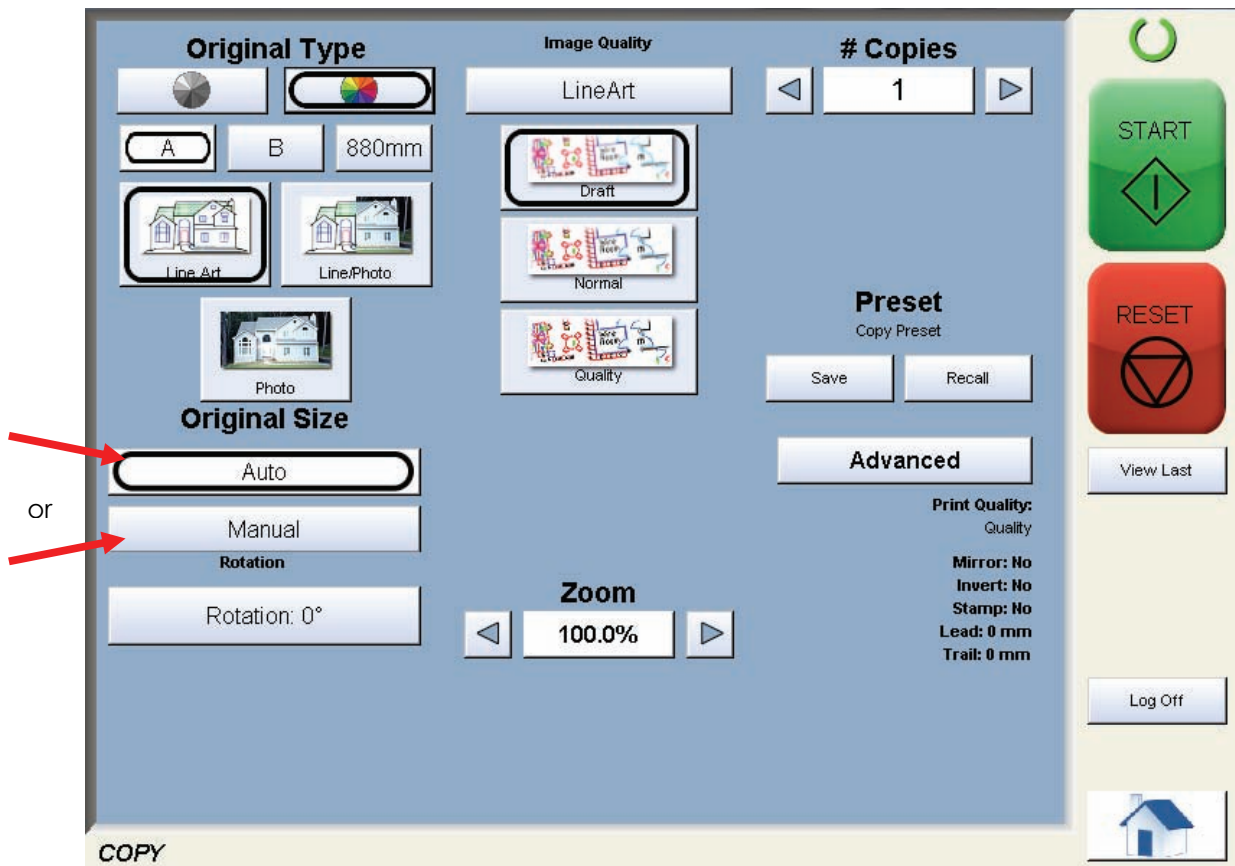 Original Type
A
B
880mm
Line Art
Line/Photo
Photo
Original Size
Auto
or
Manual
Rotation
Rotation: 0°
Image Quality
LineArt
Draft
Normal
Quality
Zoom
100.0%
# Copies
1
Preset
Copy Preset
Save
Recall
Advanced
Print Quality:
Quality
Mirror: No
Invert: No
Stamp: No
Lead: 0 mm
Trail: 0 mm
START
RESET
View Last
Log Off
COPY